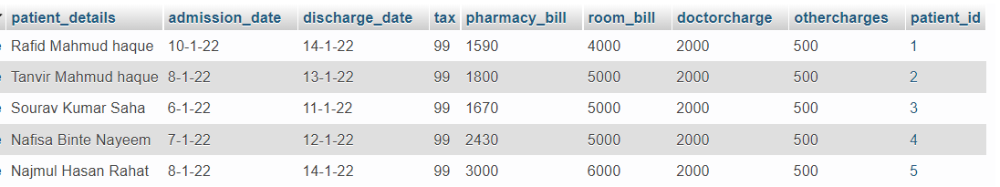 patient_details admission_date discharge_date tax pharmacy_bill room_bill doctorcharge othercharges patient_id
Rafid Mahmud haque 10-1-22 14-1-22 99 1590 4000 2000 500 1
Tanvir Mahmud haque 8-1-22 13-1-22 99 1800 5000 2000 500 2
Sourav Kumar Saha 6-1-22 11-1-22 99 1670 5000 2000 500 3
Nafisa Binte Nayeem 7-1-22 12-1-22 99 2430 5000 2000 500 4
Najmul Hasan Rahat 8-1-22 14-1-22 99 3000 6000 2000 500 5